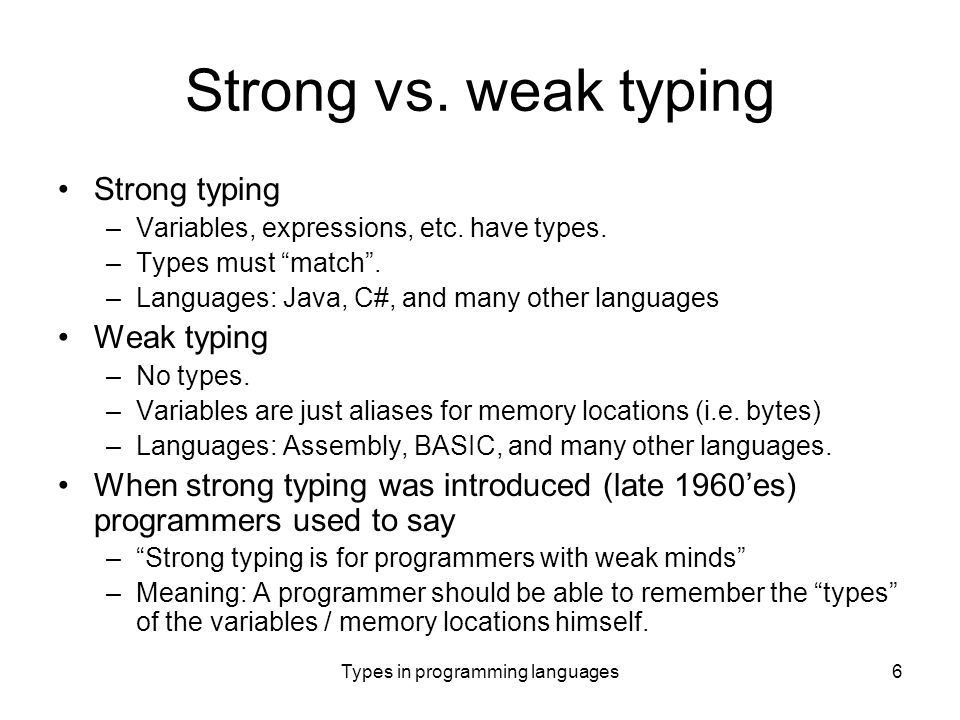 Strong vs. weak typing
• Strong typing
– Variables, expressions, etc. have types.
– Types must “match”.
– Languages: Java, C#, and many other languages
• Weak typing
– No types.
– Variables are just aliases for memory locations (i.e. bytes)
– Languages: Assembly, BASIC, and many other languages.
• When strong typing was introduced (late 1960’es)
programmers used to say
– “Strong typing is for programmers with weak minds”
– Meaning: A programmer should be able to remember the “types”
of the variables / memory locations himself.
Types in programming languages 6